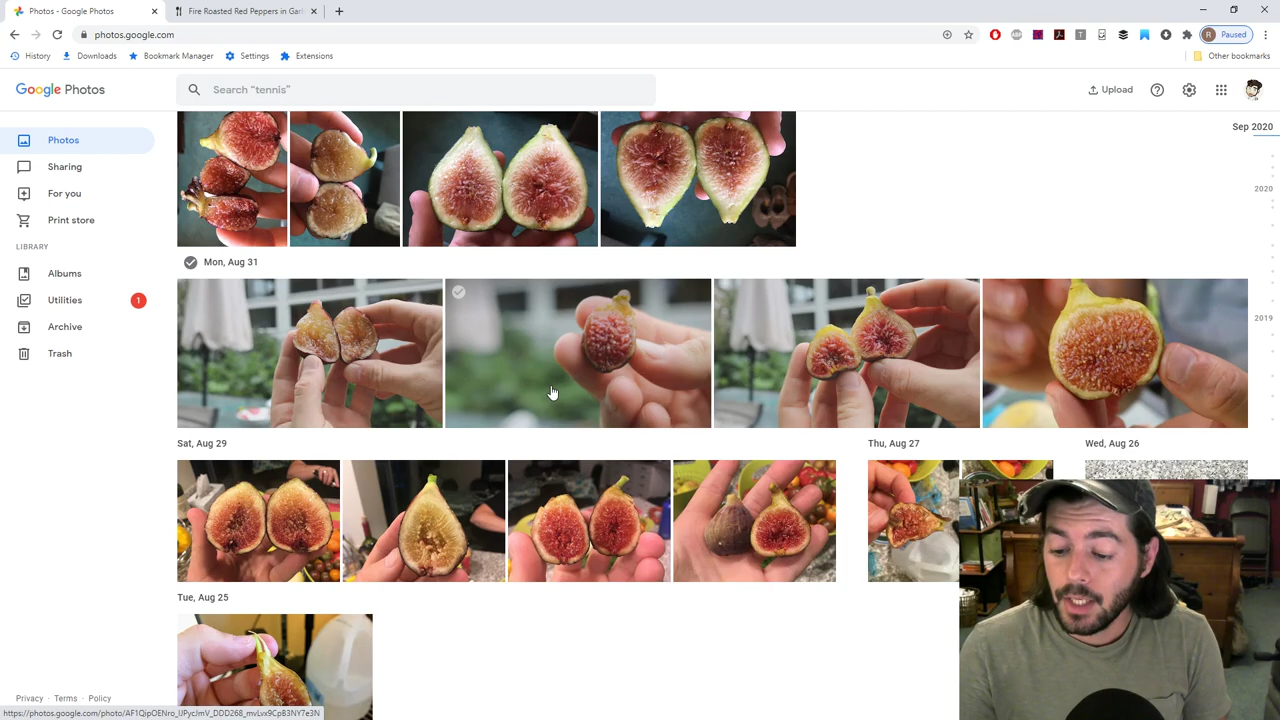 Photos - Google Photos
Fire Roasted Red Peppers in Garli
photos.google.com
Paused
History
Downloads
Bookmark Manager
Settings
Extensions
Other bookmarks
Google Photos
Search "tennis"
Upload
Photos
Sharing
For you
Print store
LIBRARY
Albums
Utilities
1
Archive
Trash
Sep 2020
2020
Mon, Aug 31
2019
Sat, Aug 29
Thu, Aug 27
Wed, Aug 26
Tue, Aug 25
Privacy · Terms · Policy